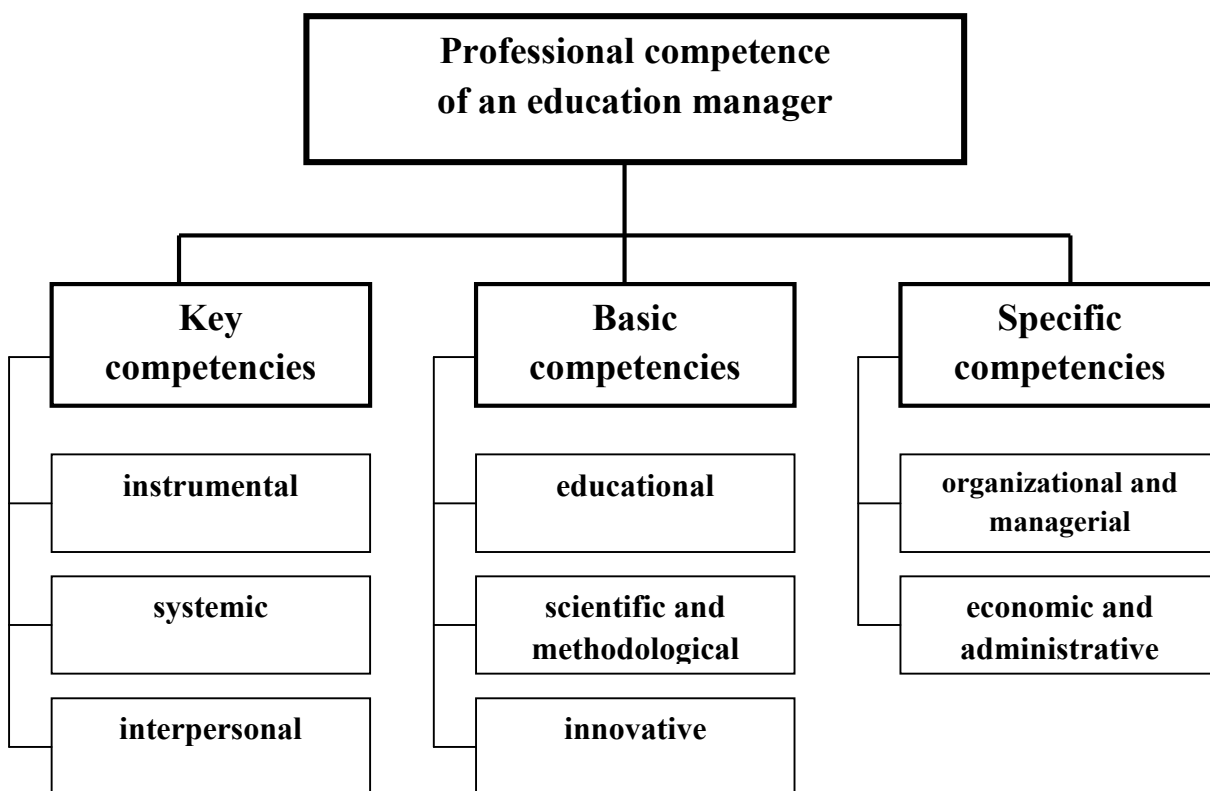 Professional competence
of an education manager
Key
competencies
instrumental
systemic
interpersonal
Basic
competencies
educational
scientific and
methodological
innovative
Specific
competencies
organizational and
managerial
economic and
administrative